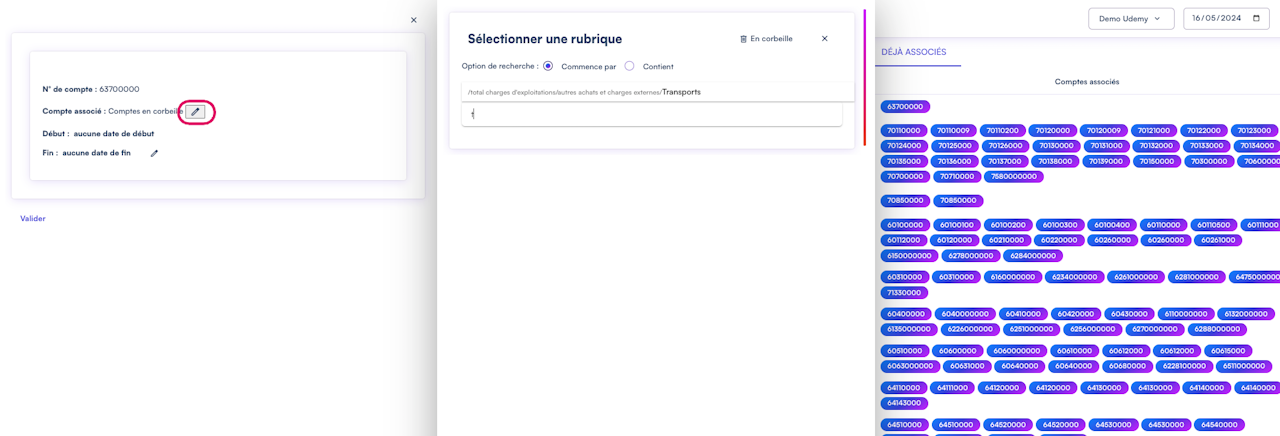 ×
N° de compte : 63700000
Compte associé : Comptes en corbeille
Début : aucune date de début
Fin : aucune date de fin
Valider
Sélectionner une rubrique
En corbeille
×
Option de recherche :
Commence par
Contient
/total charges d'exploitations/autres achats et charges externes/Transports
t
Demo Udemy
16/05/2024
DÉJÀ ASSOCIÉS
Comptes associés
63700000
70110000 70110009 70110200 70120000 70120009 70121000 70122000 70123000
70124000 70125000 70126000 70130000 70131000 70132000 70133000 70134000
70135000 70136000 70137000 70138000 70139000 70150000 70300000 7060000
70700000 70710000 7580000000
70850000 70850000
60100000 60100100 60100200 60100300 60100400 60110000 60110500 60111000
60112000 60120000 60210000 60220000 60260000 60260000 60261000
6150000000 6278000000 6284000000
60310000 60310000 6160000000 6234000000 6261000000 6281000000 6475000000
71330000
60400000 6040000000 60410000 60420000 60430000 6110000000 6132000000
6135000000 6226000000 6251000000 6256000000 6270000000 6288000000
60510000 60600000 6060000000 60610000 60612000 60612000 60615000
6063000000 60631000 60640000 60640000 60680000 6228100000 6511000000
64110000 64111000 64120000 64120000 64130000 64130000 64140000 64140000
64143000
64510000 64510000 64520000 64520000 64530000 64530000 64540000